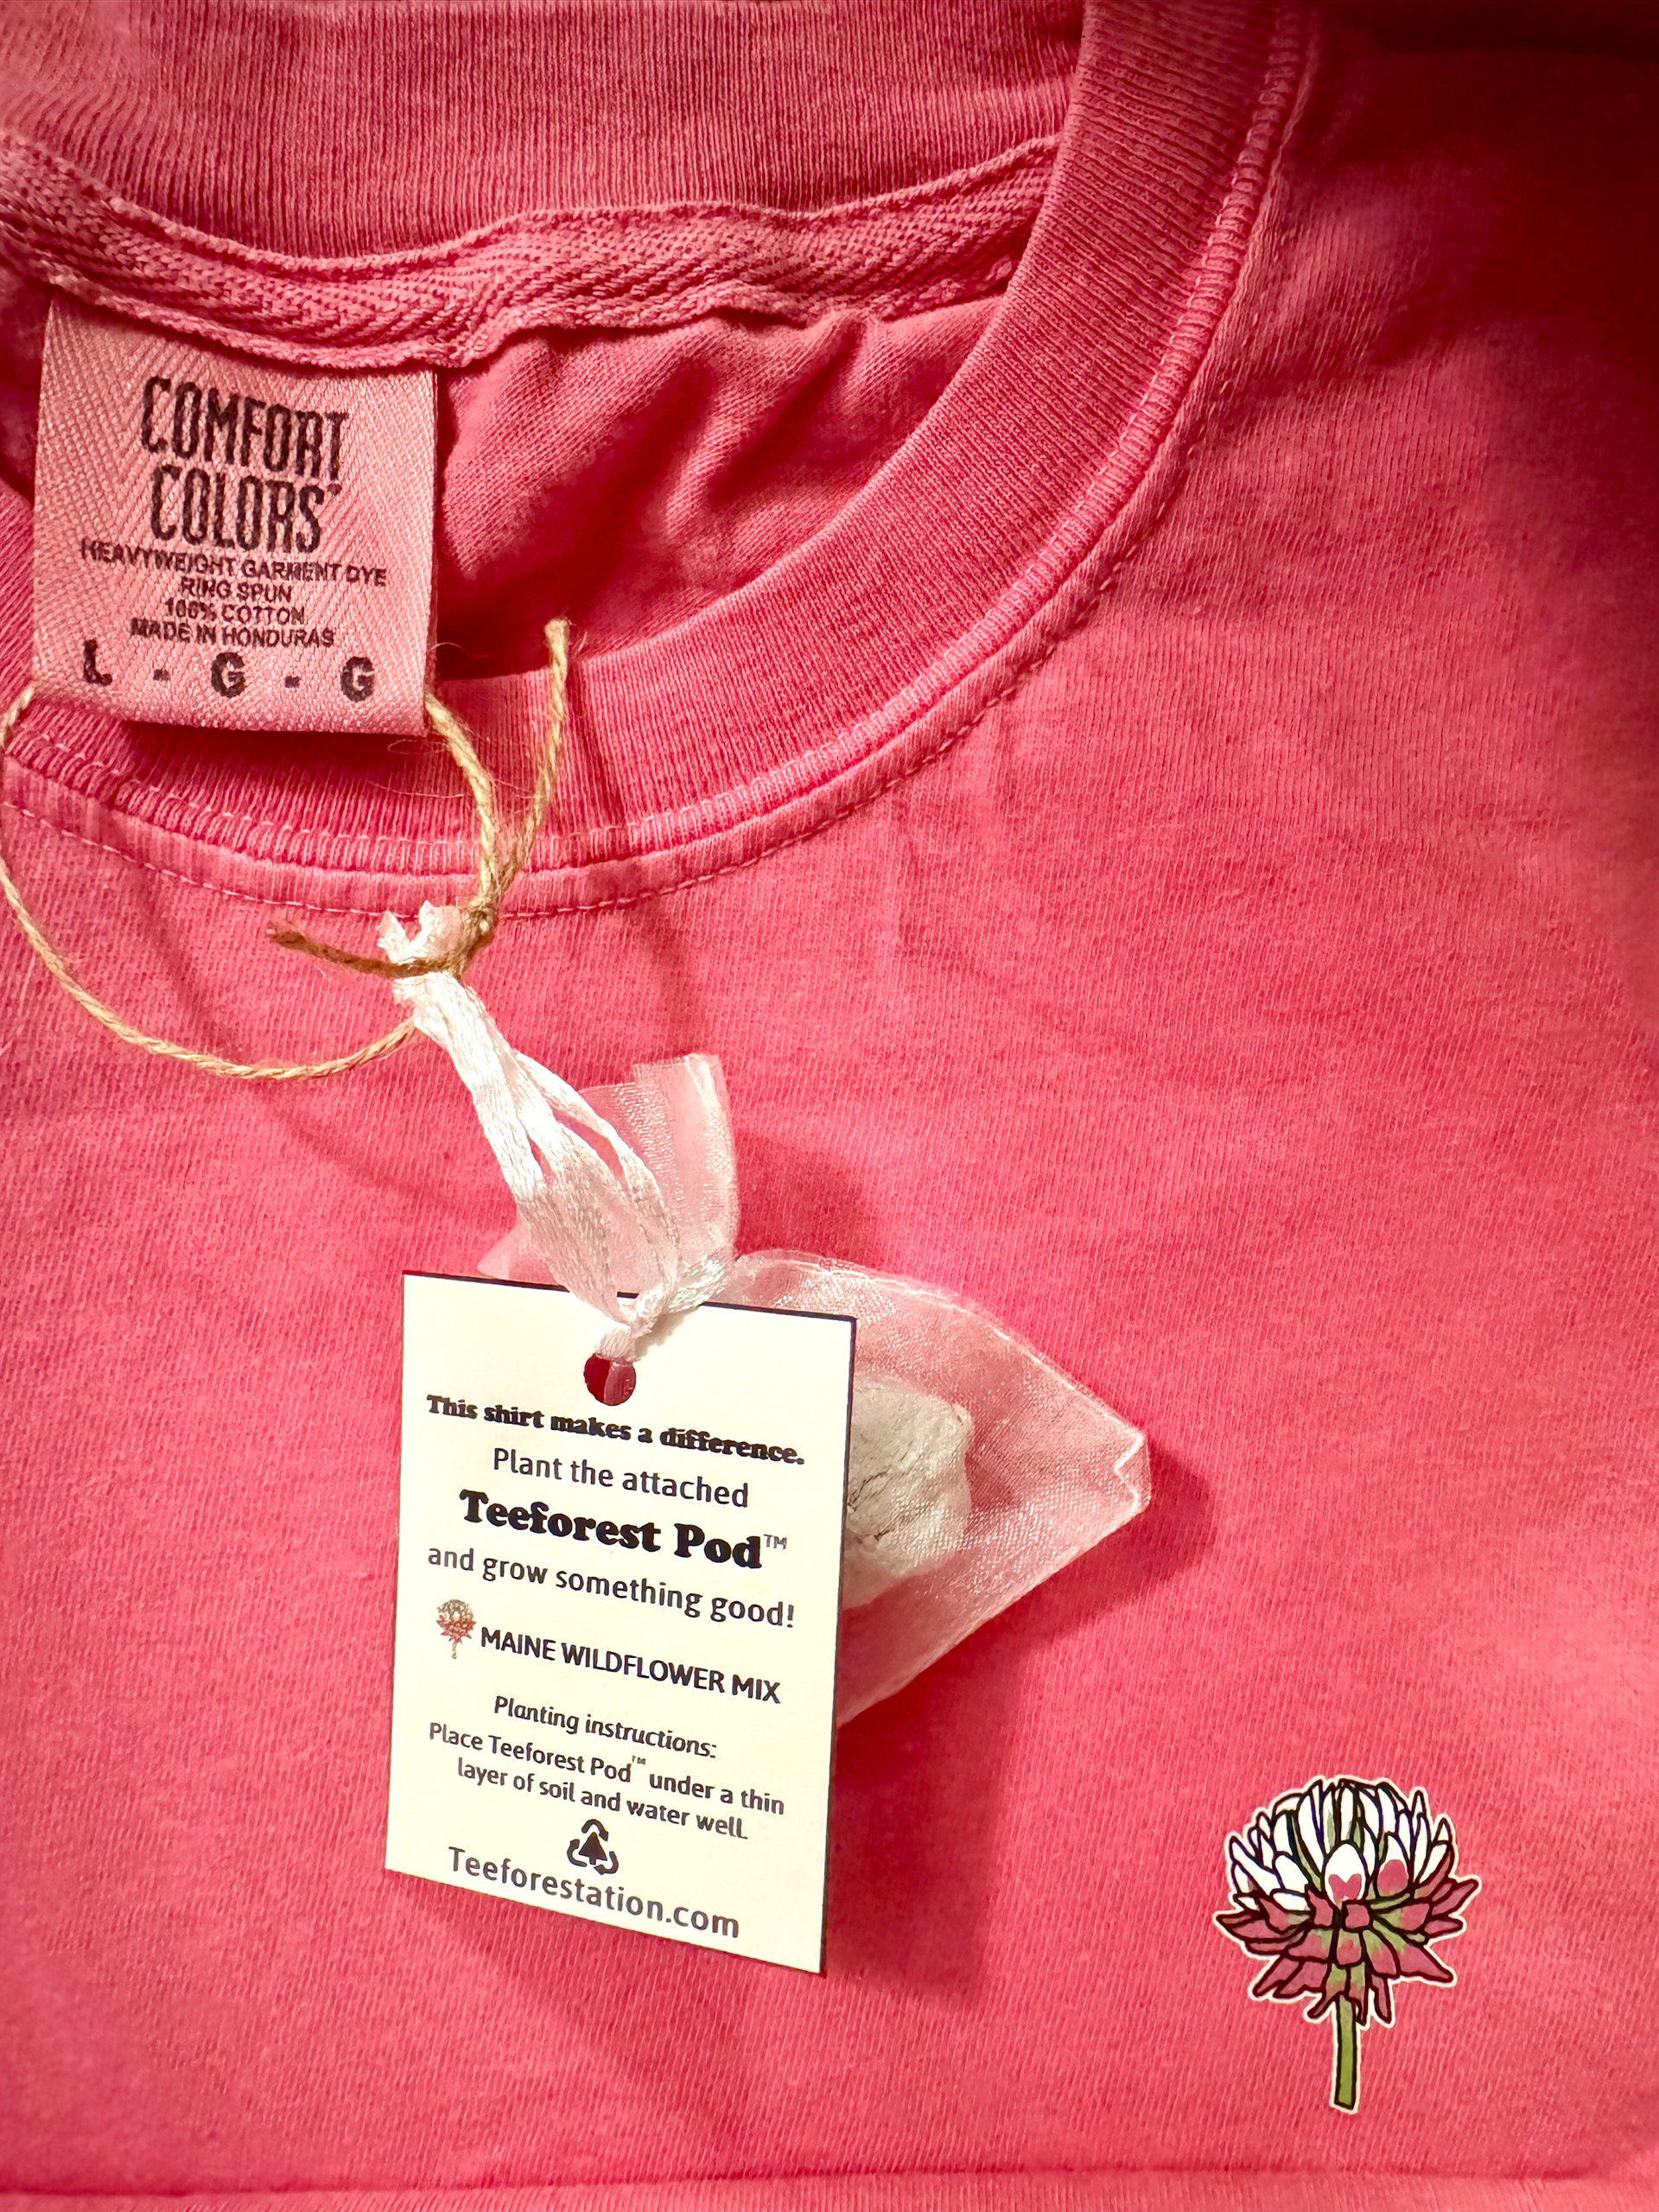 COMFORT
COLORS®
HEAVYWEIGHT GARMENT DYE
RING SPUN
100% COTTON
MADE IN HONDURAS
L - G - G
This shirt makes a difference.
Plant the attached
Teeforest Pod™
and grow something good!
MAINE WILDFLOWER MIX
Planting instructions:
Place Teeforest Pod™ under a thin
layer of soil and water well.
Teeforestation.com